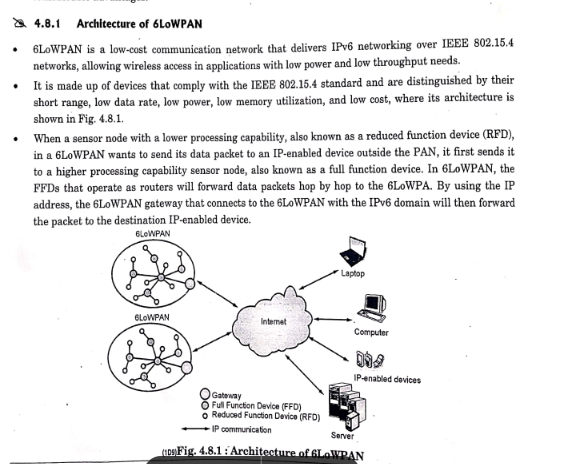 4.8.1 Architecture of 6LoWPAN
• 6LoWPAN is a low-cost communication network that delivers IPv6 networking over IEEE 802.15.4
networks, allowing wireless access in applications with low power and low throughput needs.
• It is made up of devices that comply with the IEEE 802.15.4 standard and are distinguished by their
short range, low data rate, low power, low memory utilization, and low cost, where its architecture is
shown in Fig. 4.8.1.
• When a sensor node with a lower processing capability, also known as a reduced function device (RFD),
in a 6LoWPAN wants to send its data packet to an IP-enabled device outside the PAN, it first sends it
to a higher processing capability sensor node, also known as a full function device. In 6LoWPAN, the
FFDs that operate as routers will forward data packets hop by hop to the 6LoWPA. By using the IP
address, the 6LoWPAN gateway that connects to the 6LoWPAN with the IPv6 domain will then forward
the packet to the destination IP-enabled device.
6LoWPAN
Laptop
6LoWPAN
Internet
Computer
IP-enabled devices
Gateway
Full Function Device (FFD)
Reduced Function Device (RFD)
IP communication
Server
(1D9)Fig. 4.8.1 : Architecture of 6LoWPAN